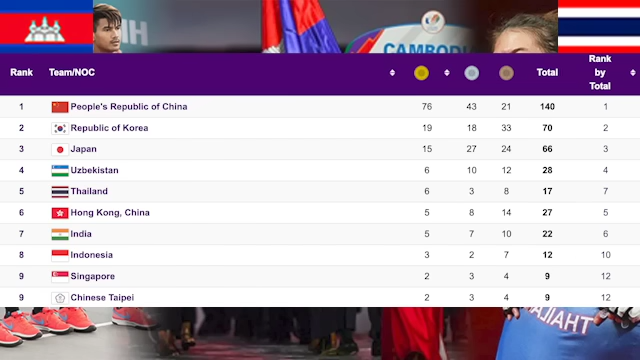 CAMBODI
Rank Team/NOC Total Rank by Total
1 People's Republic of China 76 43 21 140 1
2 Republic of Korea 19 18 33 70 2
3 Japan 15 27 24 66 3
4 Uzbekistan 6 10 12 28 4
5 Thailand 6 3 8 17 7
6 Hong Kong, China 5 8 14 27 5
7 India 5 7 10 22 6
8 Indonesia 3 2 7 12 10
9 Singapore 2 3 4 9 12
9 Chinese Taipei 2 3 4 9 12
THAILA